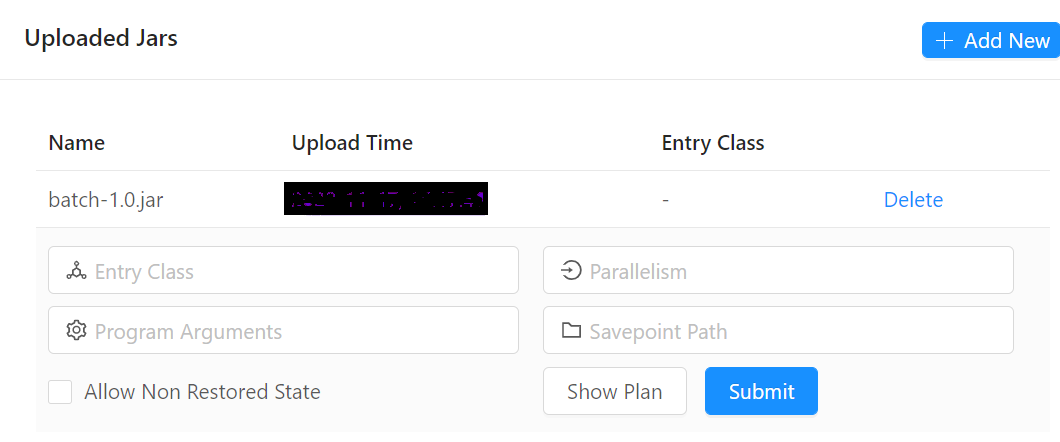 Uploaded Jars
Add New
Name Upload Time Entry Class
batch-1.0.jar - Delete
Entry Class Parallelism
Program Arguments Savepoint Path
Allow Non Restored State Show Plan Submit